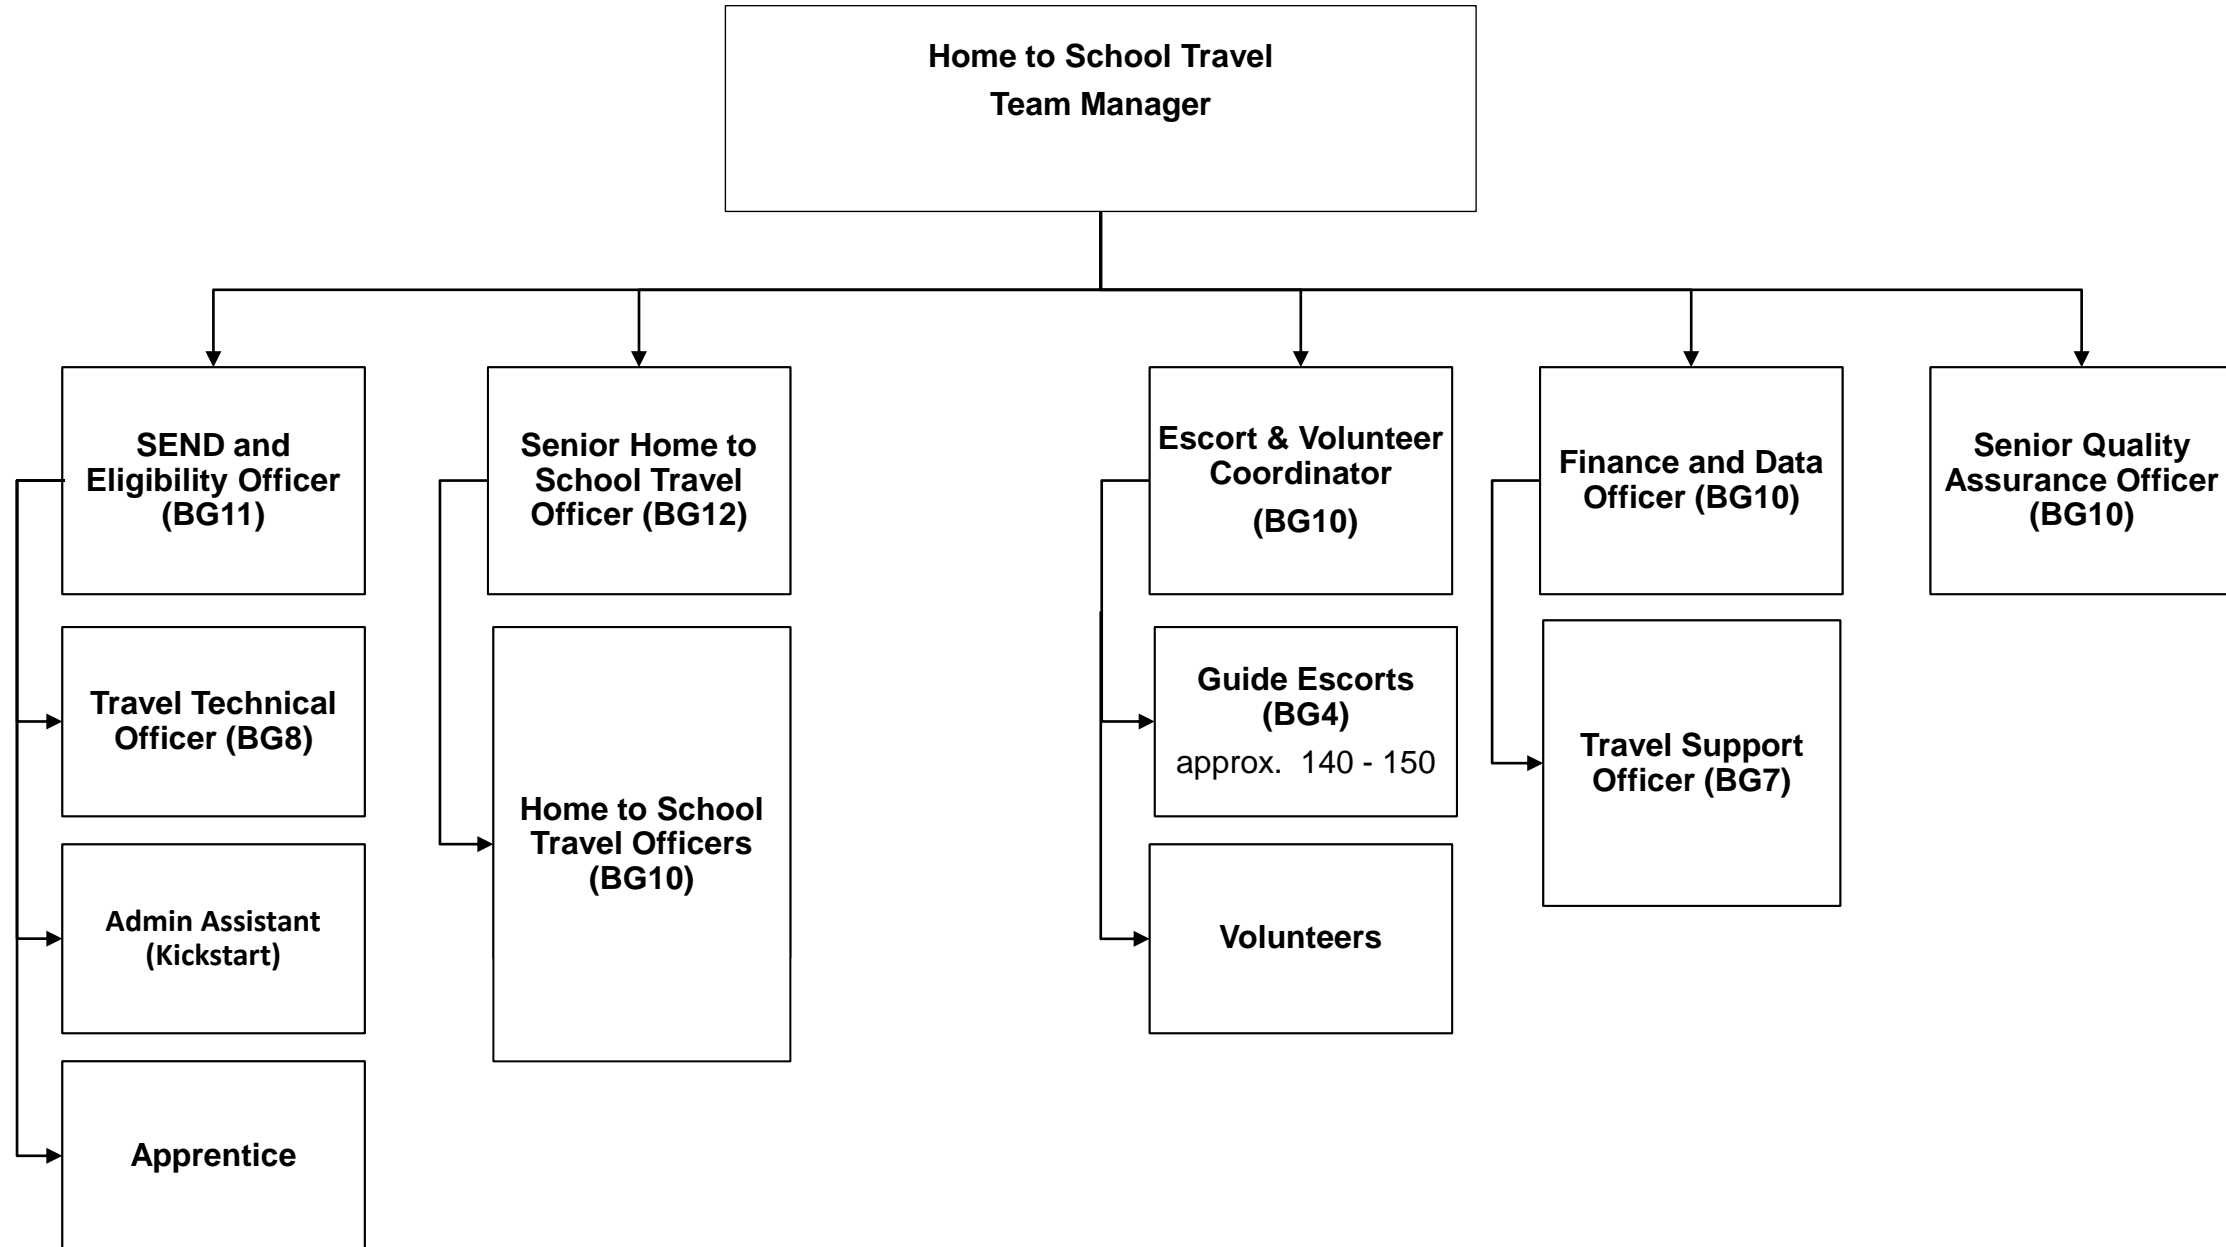 Home to School Travel
Team Manager
SEND and
Eligibility Officer
(BG11)
Senior Home to
School Travel
Officer (BG12)
Escort & Volunteer
Coordinator
(BG10)
Finance and Data
Officer (BG10)
Senior Quality
Assurance Officer
(BG10)
Travel Technical
Officer (BG8)
Admin Assistant
(Kickstart)
Apprentice
Home to School
Travel Officers
(BG10)
Guide Escorts
(BG4)
approx.  140 - 150
Volunteers
Travel Support
Officer (BG7)